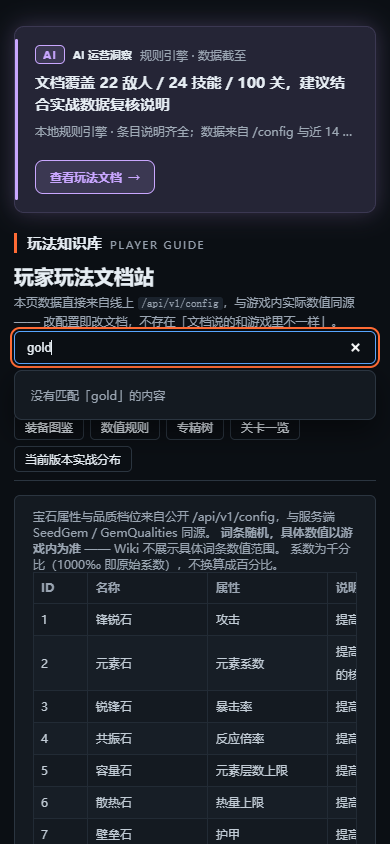 AI AI 运营洞察 规则引擎 · 数据截至
文档覆盖 22 敌人 / 24 技能 / 100 关，建议结
合实战数据复核说明
本地规则引擎 · 条目说明齐全；数据来自 /config 与近 14 ...
查看玩法文档 →
玩法知识库 PLAYER GUIDE
玩家玩法文档站
本页数据直接来自线上 /api/v1/config，与游戏内实际数值同源
—— 改配置即改文档，不存在「文档说的和游戏里不一样」。
gold ×
没有匹配「gold」的内容
装备图鉴 数值规则 专精树 关卡一览
当前版本实战分布
宝石属性与品质档位来自公开 /api/v1/config，与服务端
SeedGem / GemQualities 同源。 词条随机，具体数值以游
戏内为准 —— Wiki 不展示具体词条数值范围。 系数为千分
比（1000‰ 即原始系数），不换算成百分比。
ID 名称 属性 说明
1 锋锐石 攻击 提高
2 元素石 元素系数 提高
的核
3 锐锋石 暴击率 提高
4 共振石 反应倍率 提高
5 容量石 元素层数上限 提高
6 散热石 热量上限 提高
7 壁垒石 护甲 提高